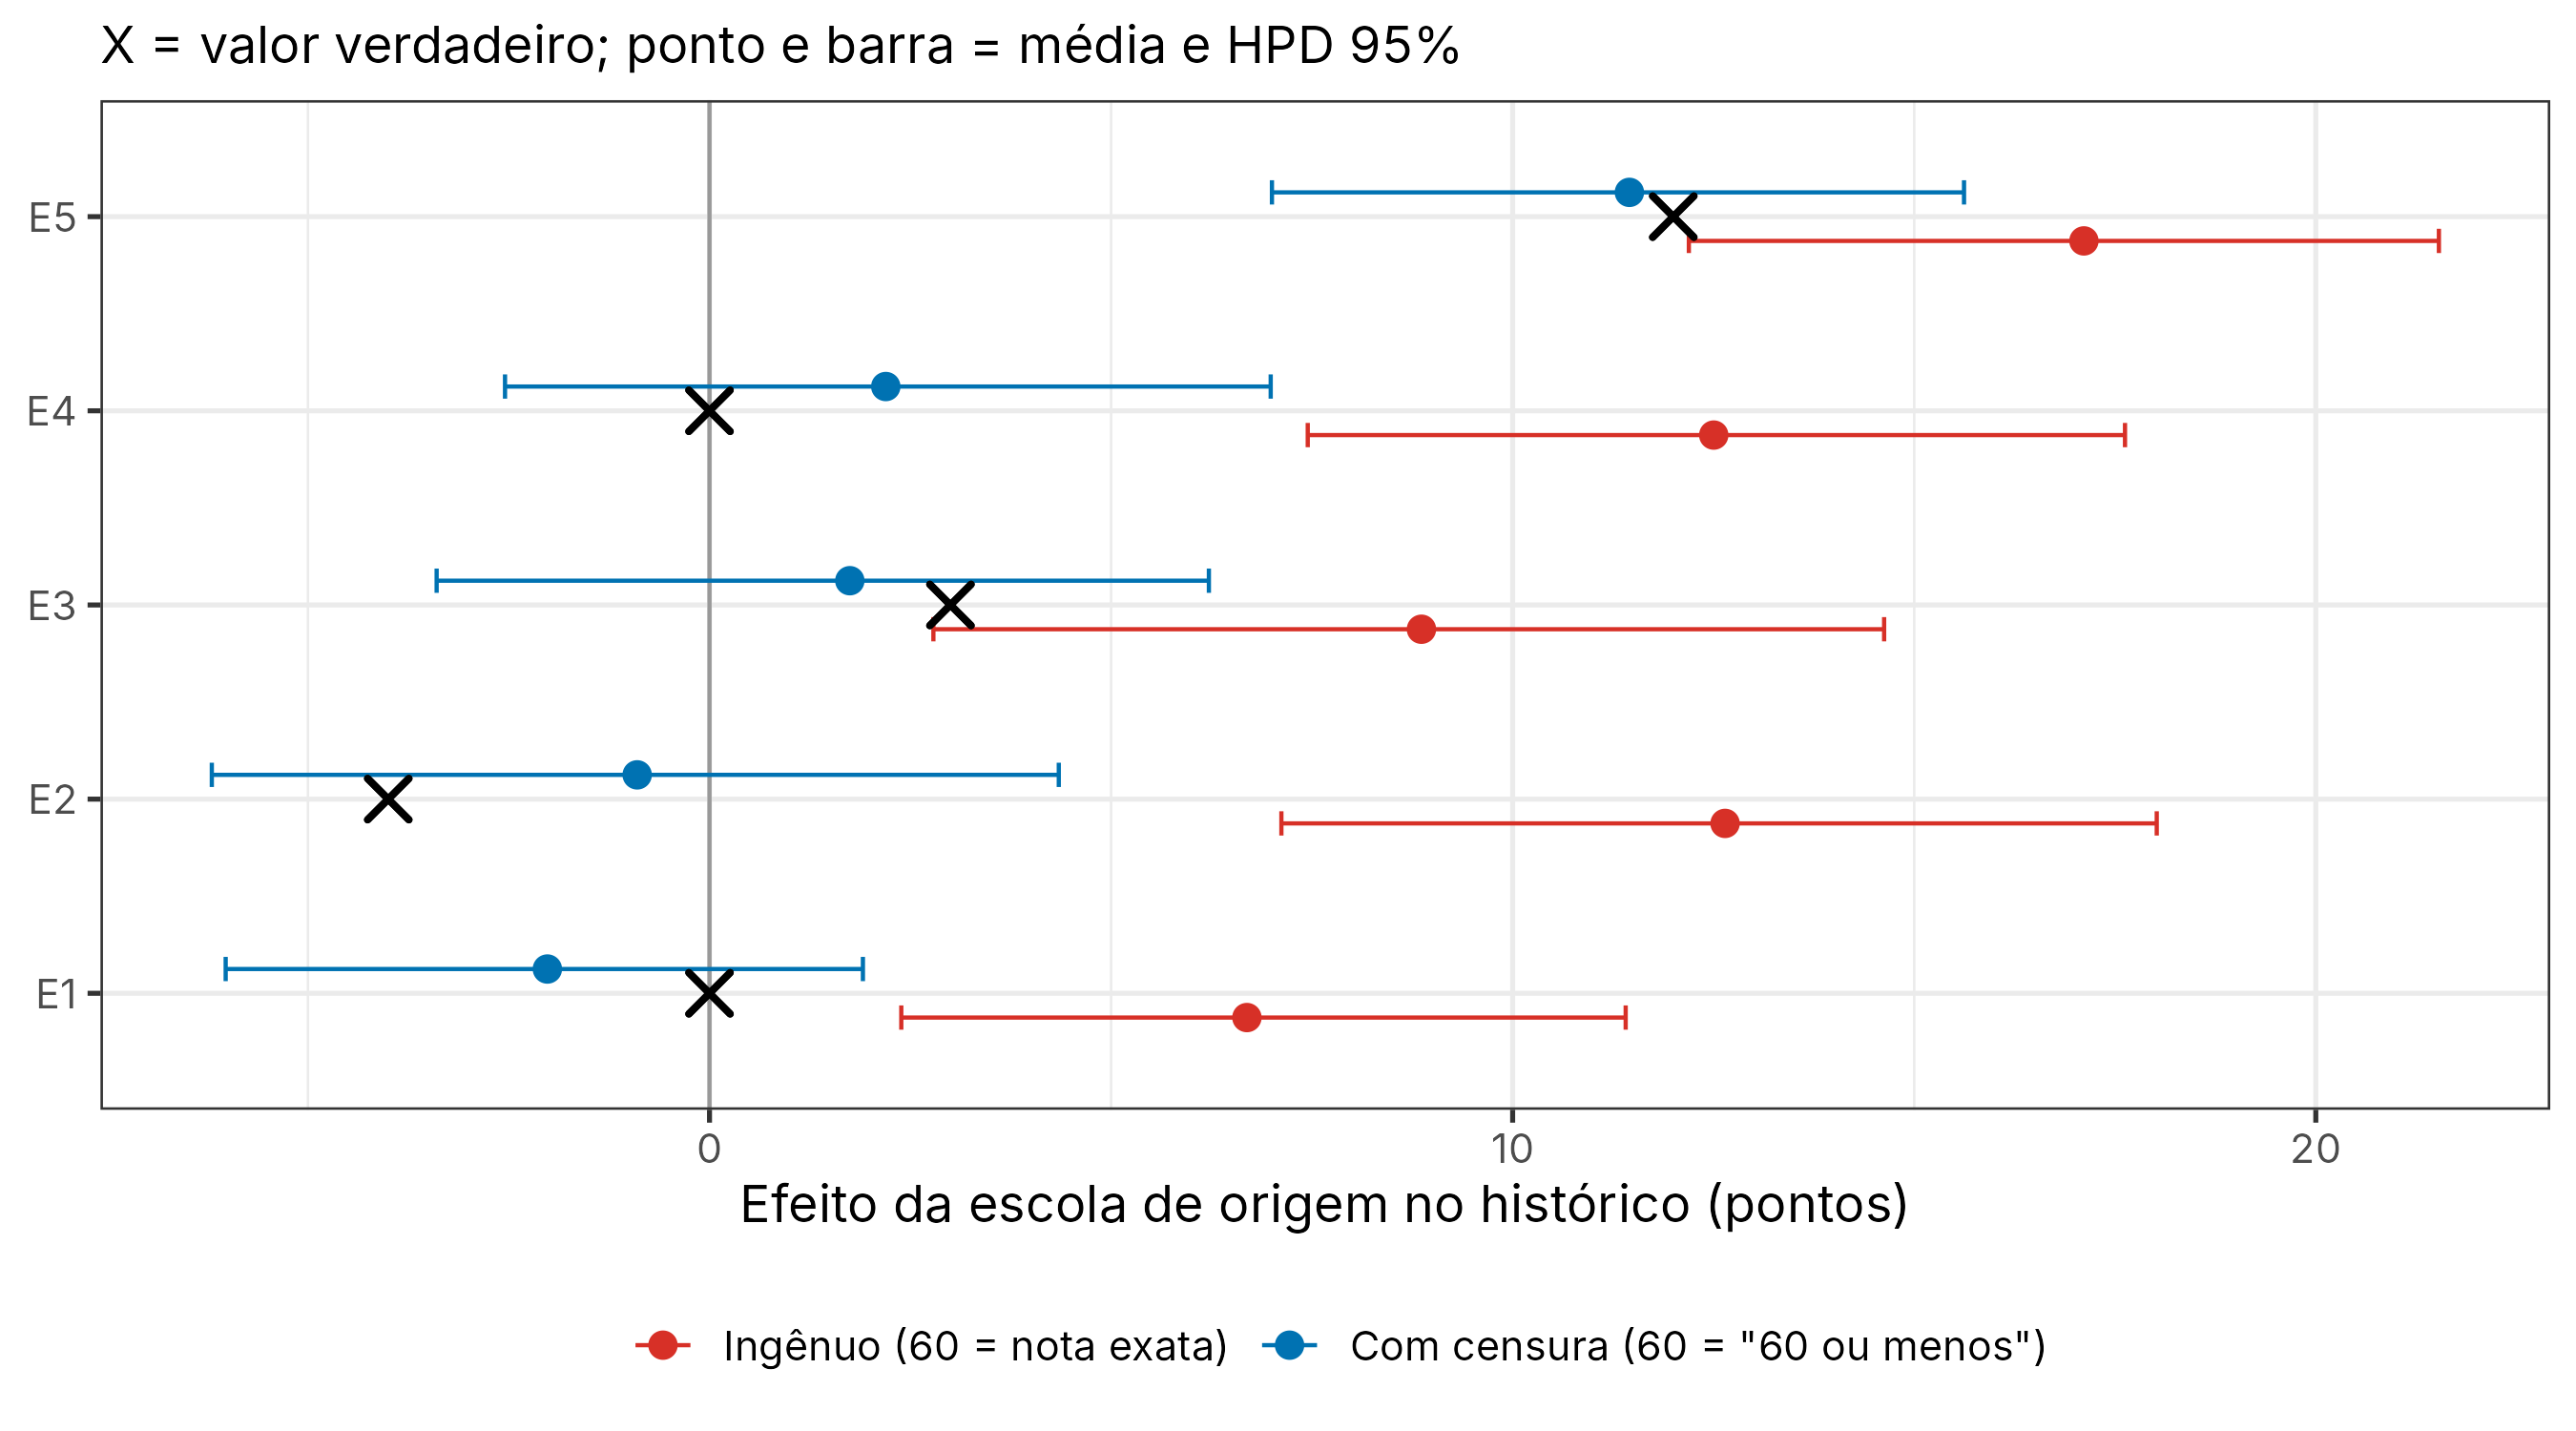 X = valor verdadeiro; ponto e barra = média e HPD 95%
E5
E4
E3
E2
E1
0 10 20
Efeito da escola de origem no histórico (pontos)
Ingênuo (60 = nota exata) Com censura (60 = "60 ou menos")